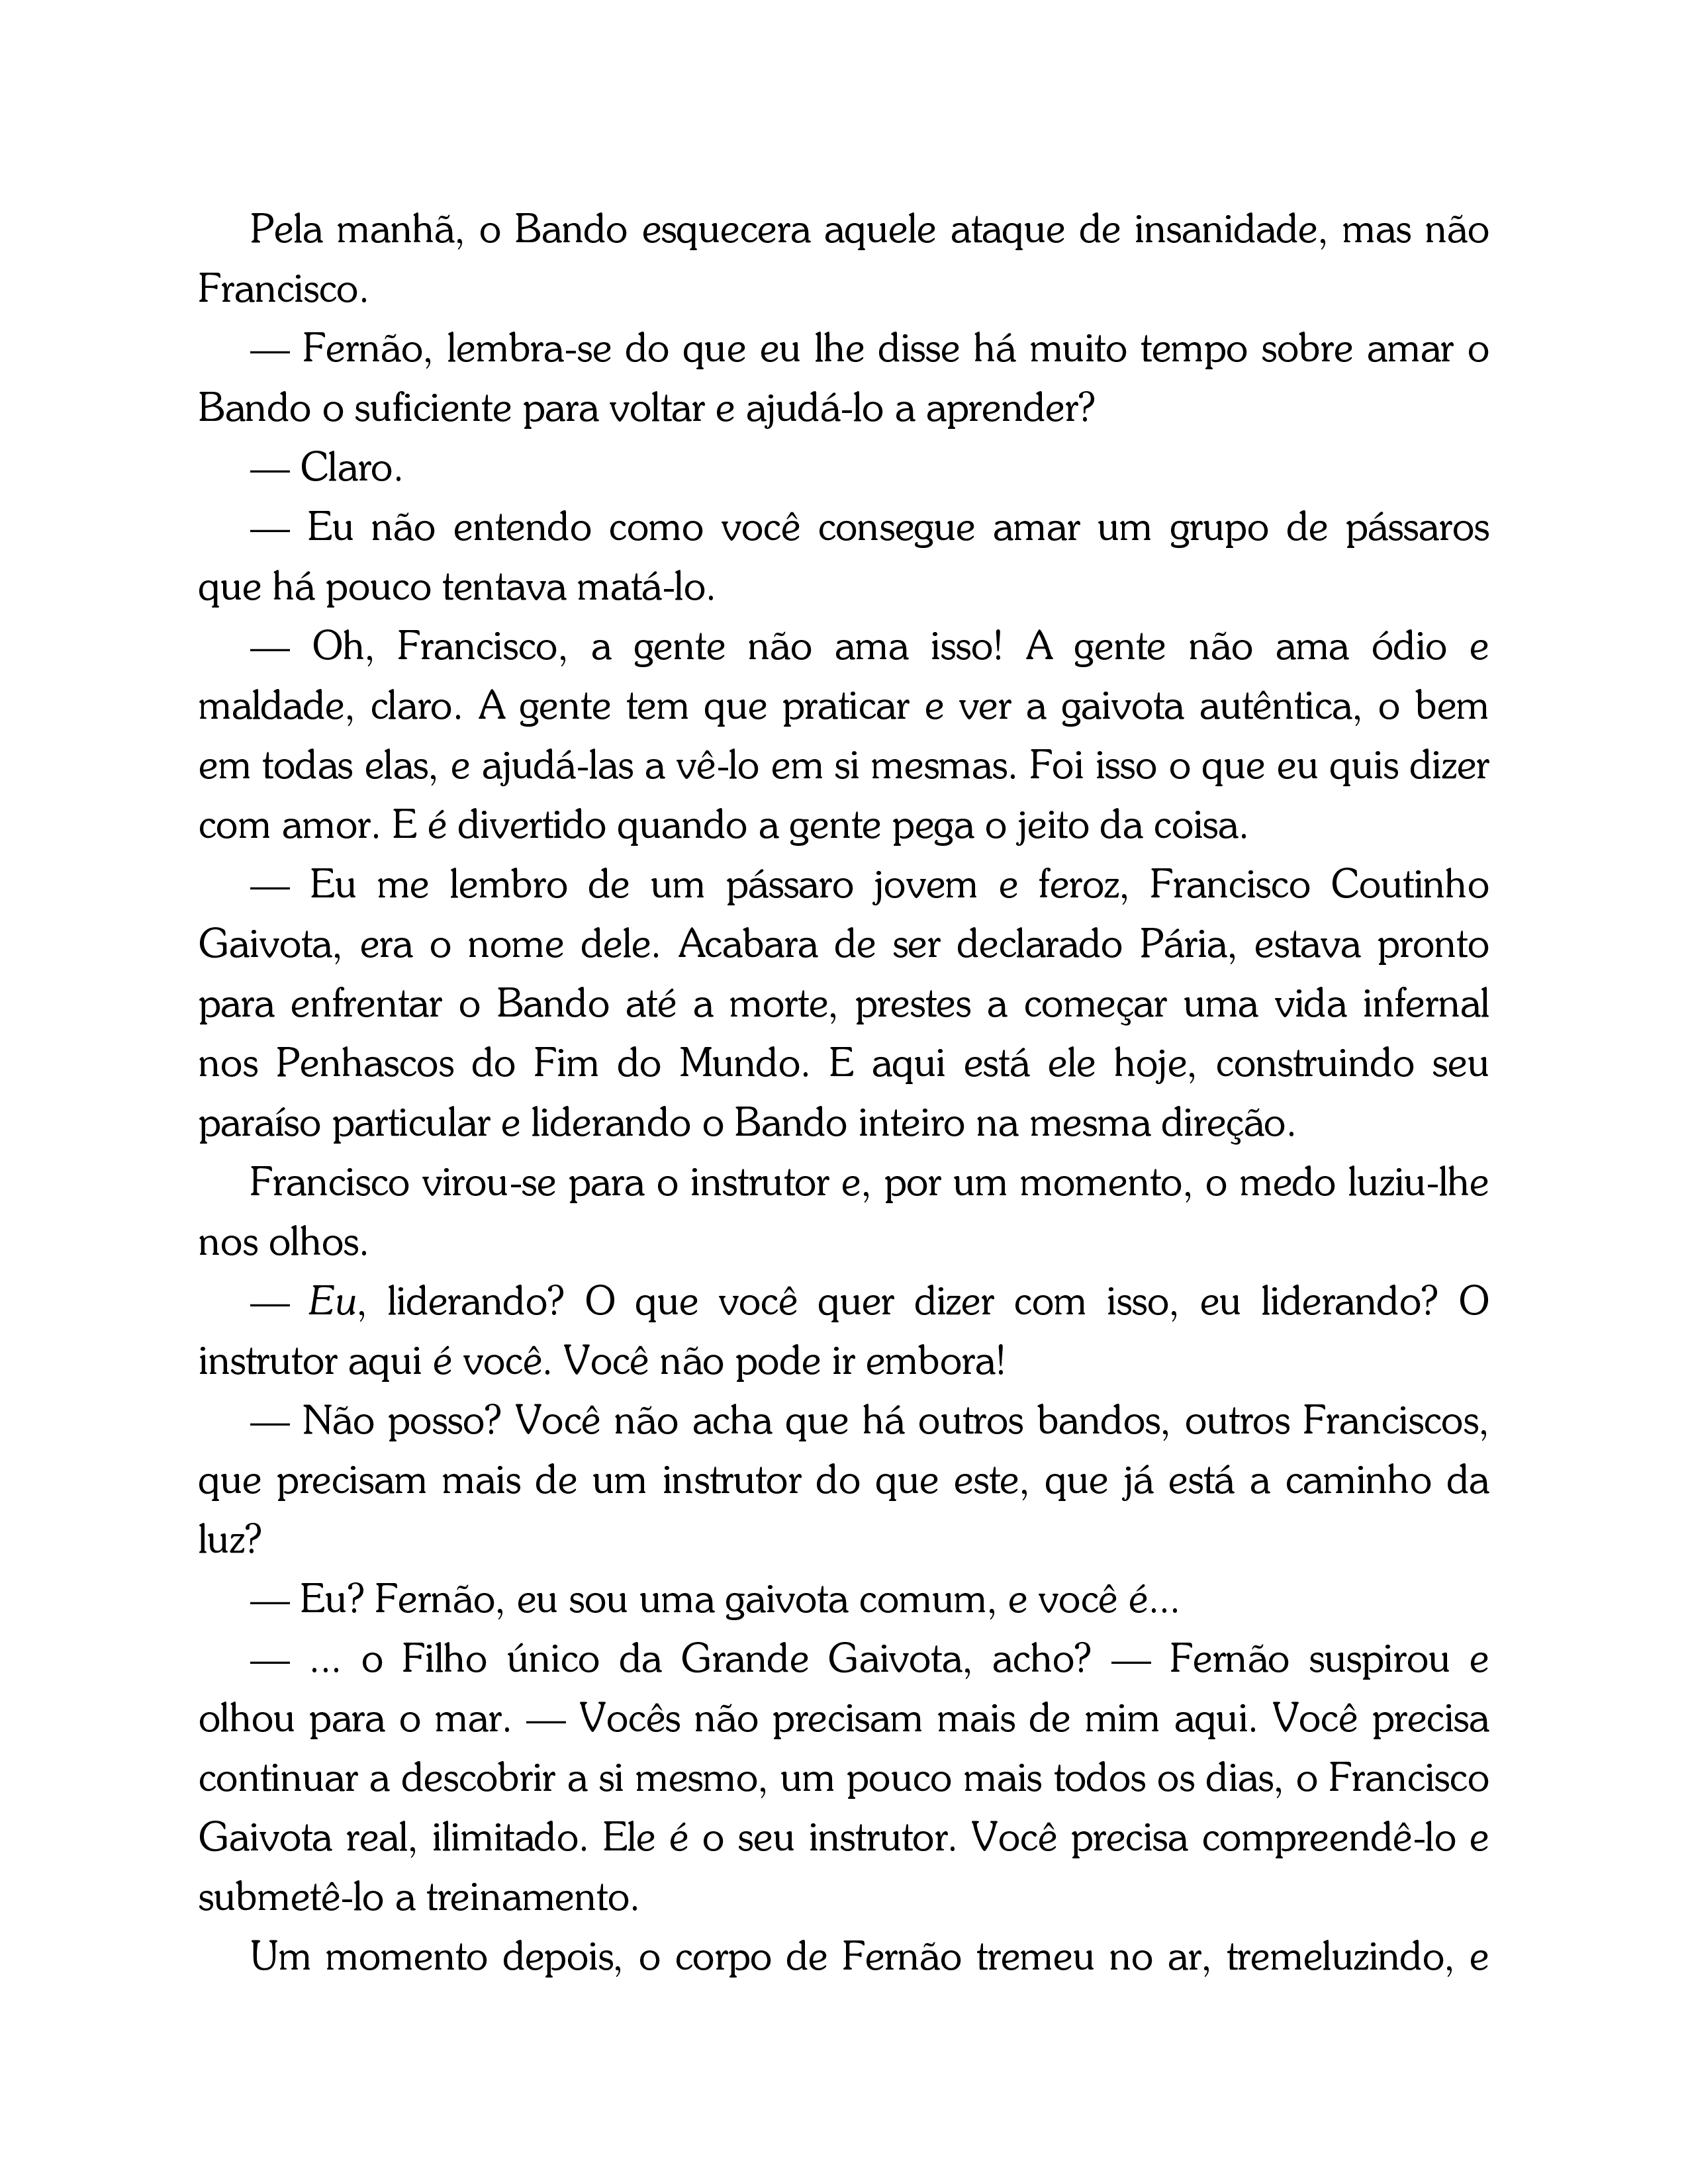 Pela manhã, o Bando esquecera aquele ataque de insanidade, mas não
Francisco.
— Fernão, lembra-se do que eu lhe disse há muito tempo sobre amar o
Bando o suficiente para voltar e ajudá-lo a aprender?
— Claro.
— Eu não entendo como você consegue amar um grupo de pássaros
que há pouco tentava matá-lo.
— Oh, Francisco, a gente não ama isso! A gente não ama ódio e
maldade, claro. A gente tem que praticar e ver a gaivota autêntica, o bem
em todas elas, e ajudá-las a vê-lo em si mesmas. Foi isso o que eu quis dizer
com amor. E é divertido quando a gente pega o jeito da coisa.
— Eu me lembro de um pássaro jovem e feroz, Francisco Coutinho
Gaivota, era o nome dele. Acabara de ser declarado Pária, estava pronto
para enfrentar o Bando até a morte, prestes a começar uma vida infernal
nos Penhascos do Fim do Mundo. E aqui está ele hoje, construindo seu
paraíso particular e liderando o Bando inteiro na mesma direção.
Francisco virou-se para o instrutor e, por um momento, o medo luziu-lhe
nos olhos.
— Eu, liderando? O que você quer dizer com isso, eu liderando? O
instrutor aqui é você. Você não pode ir embora!
— Não posso? Você não acha que há outros bandos, outros Franciscos,
que precisam mais de um instrutor do que este, que já está a caminho da
luz?
— Eu? Fernão, eu sou uma gaivota comum, e você é...
— ... o Filho único da Grande Gaivota, acho? — Fernão suspirou e
olhou para o mar. — Vocês não precisam mais de mim aqui. Você precisa
continuar a descobrir a si mesmo, um pouco mais todos os dias, o Francisco
Gaivota real, ilimitado. Ele é o seu instrutor. Você precisa compreendê-lo e
submetê-lo a treinamento.
Um momento depois, o corpo de Fernão tremeu no ar, tremeluzindo, e